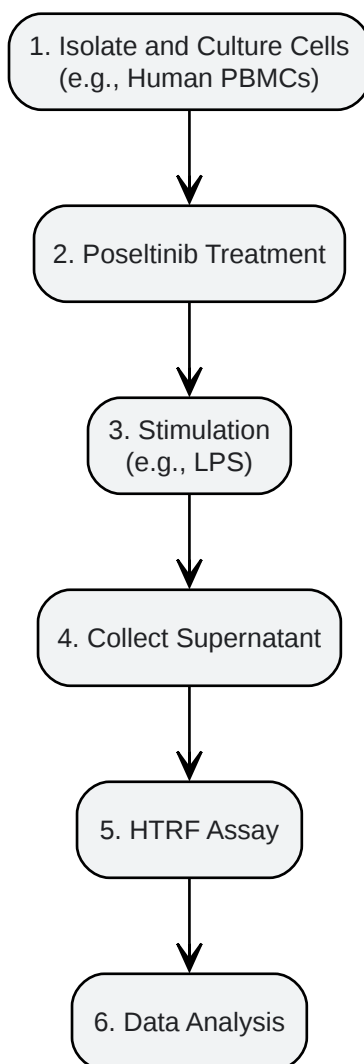 1. Isolate and Culture Cells
(e.g., Human PBMCs)
2. Poseltinib Treatment
3. Stimulation
(e.g., LPS)
4. Collect Supernatant
5. HTRF Assay
6. Data Analysis